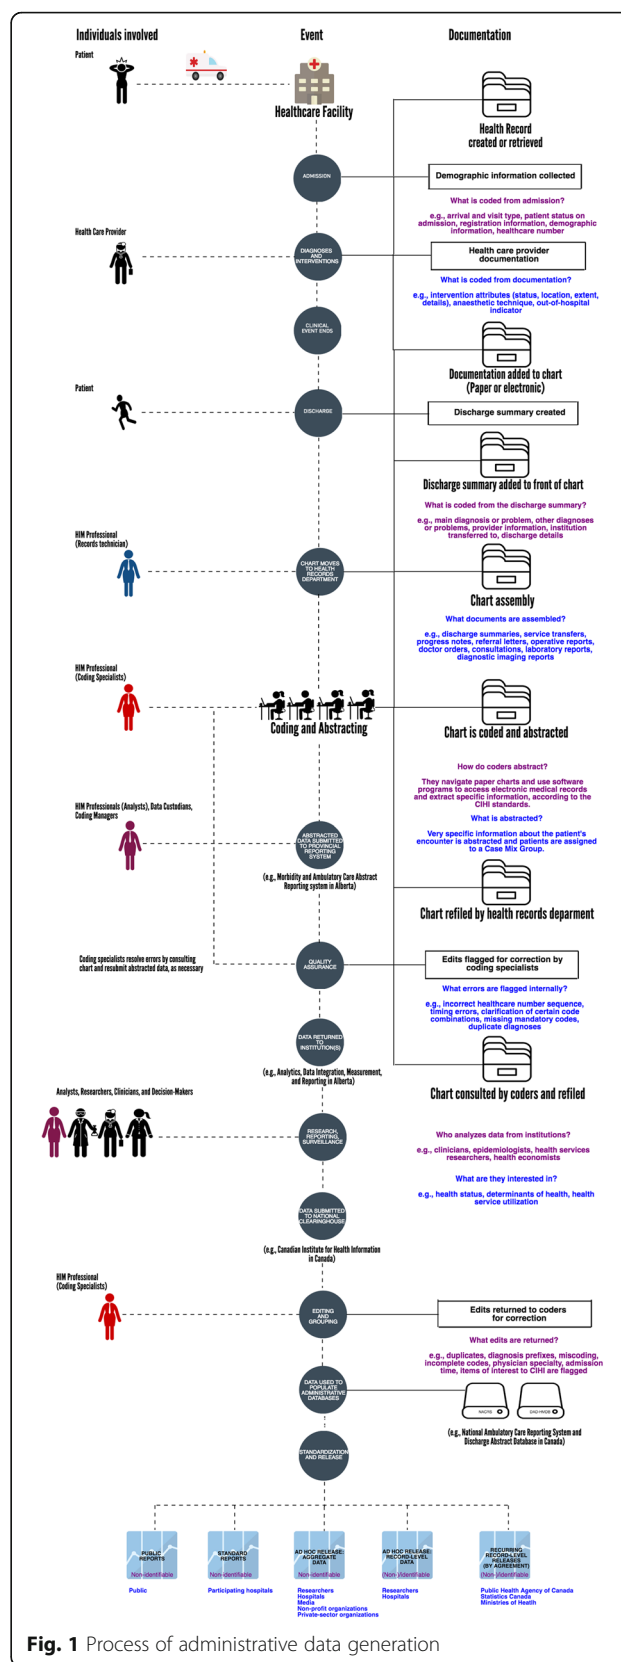 Individuals involved
Event
Documentation
Patient
Healthcare Facility
Health Record
created or retrieved
ADMISSION
Demographic information collected
What is coded from admission?
e.g., arrival and visit type, patient status on
admission, registration information, demographic
information, healthcare number
Health Care Provider
DIAGNOSES
AND
INTERVENTIONS
Health care provider
documentation
What is coded from documentation?
e.g., intervention attributes (status, location, extent,
details), anaesthetic technique, out-of-hospital
indicator
CLINICAL
EVENT ENDS
Documentation added to chart
(Paper or electronic)
Patient
DISCHARGE
Discharge summary created
Discharge summary added to front of chart
What is coded from the discharge summary?
e.g., main diagnosis or problem, other diagnoses
or problems, provider information, institution
transferred to, discharge details
HIM Professional
(Records technician)
CHART MOVES
TO HEALTH
RECORDS
DEPARTMENT
Chart assembly
What documents are assembled?
e.g., discharge summaries, service transfers,
progress notes, referral letters, operative reports,
doctor orders, consultations, laboratory reports,
diagnostic imaging reports
HIM Professional
(Coding Specialists)
Coding and Abstracting
Chart is coded and abstracted
How do coders abstract?
They navigate paper charts and use software
programs to access electronic medical records
and extract specific information, according to the
CIHI standards.
What is abstracted?
Very specific information about the patient's
encounter is abstracted and patients are assigned
to a Case Mix Group.
HIM Professionals (Analysts), Data Custodians,
Coding Managers
ABSTRACTED
DATA SUBMITTED
TO PROVINCIAL
REPORTING
SYSTEM
(e.g., Morbidity and Ambulatory Care Abstract
Reporting system in Alberta)
Chart refiled by health records deparment
Coding specialists resolve errors by consulting
chart and resubmit abstracted data, as necessary
QUALITY
ASSURANCE
Edits flagged for correction by
coding specialists
What errors are flagged internally?
e.g., incorrect healthcare number sequence,
timing errors, clarification of certain code
combinations, missing mandatory codes,
duplicate diagnoses
DATA RETURNED
TO
INSTITUTION(S)
(e.g., Analytics, Data Integration, Measurement,
and Reporting in Alberta)
Chart consulted by coders and refiled
Analysts, Researchers, Clinicians, and Decision-Makers
RESEARCH,
REPORTING,
SURVEILLANCE
Who analyzes data from institutions?
e.g., clinicians, epidemiologists, health services
researchers, health economists
What are they interested in?
e.g., health status, determinants of health, health
service utilization
DATA SUBMITTED
TO NATIONAL
CLEARINGHOUSE
(e.g., Canadian Institute for Health Information
in Canada)
HIM Professional
(Coding Specialists)
EDITING
AND
GROUPING
Edits returned to coders
for correction
What edits are returned?
e.g., duplicates, diagnosis prefixes, miscoding,
incomplete codes, physician specialty, admission
time, items of interest to CIHI are flagged
DATA USED TO
POPULATE
ADMINISTRATIVE
DATABASES
NACRS
DAD-HMDB
(e.g., National Ambulatory Care Reporting System and
Discharge Abstract Database in Canada)
STANDARDIZATION
AND RELEASE
PUBLIC
REPORTS
Non-identifiable
Public
STANDARD
REPORTS
Non-identifiable
Participating hospitals
AD HOC RELEASE:
AGGREGATE
DATA
Non-identifiable
Researchers
Hospitals
Media
Non-profit organizations
Private-sector organizations
AD HOC RELEASE:
RECORD-LEVEL
DATA
(Non-)Identifiable
Researchers
Hospitals
RECURRING
RECORD-LEVEL
RELEASES
(BY AGREEMENT)
(Non-)Identifiable
Public Health Agency of Canada
Statistics Canada
Ministries of Health
Fig. 1 Process of administrative data generation